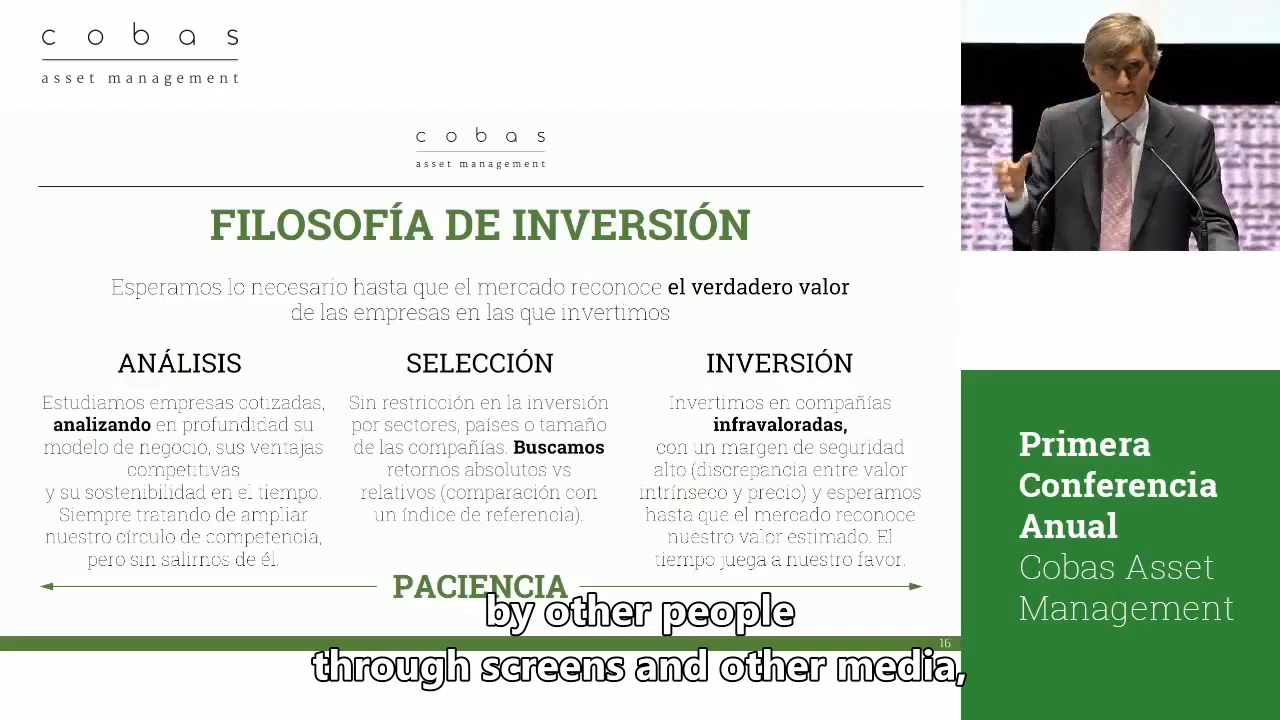 cobas
asset management
cobas
asset management
FILOSOFÍA DE INVERSIÓN
Esperamos lo necesario hasta que el mercado reconoce el verdadero valor
de las empresas en las que invertimos
ANÁLISIS
Estudiamos empresas cotizadas,
analizando en profundidad su
modelo de negocio, sus ventajas
competitivas
y su sostenibilidad en el tiempo.
Siempre tratando de ampliar
nuestro círculo de competencia,
pero sin salirnos de él.
SELECCIÓN
Sin restricción en la inversión
por sectores, países o tamaño
de las compañías. Buscamos
retornos absolutos vs
relativos (comparación con
un índice de referencia).
INVERSIÓN
Invertimos en compañías
infravaloradas,
con un margen de seguridad
alto (discrepancia entre valor
intrínseco y precio) y esperamos
hasta que el mercado reconoce
nuestro valor estimado. El
tiempo juega a nuestro favor.
PACIENCIA
16
by other people
through screens and other media,
Primera
Conferencia
Anual
Cobas Asset
Management